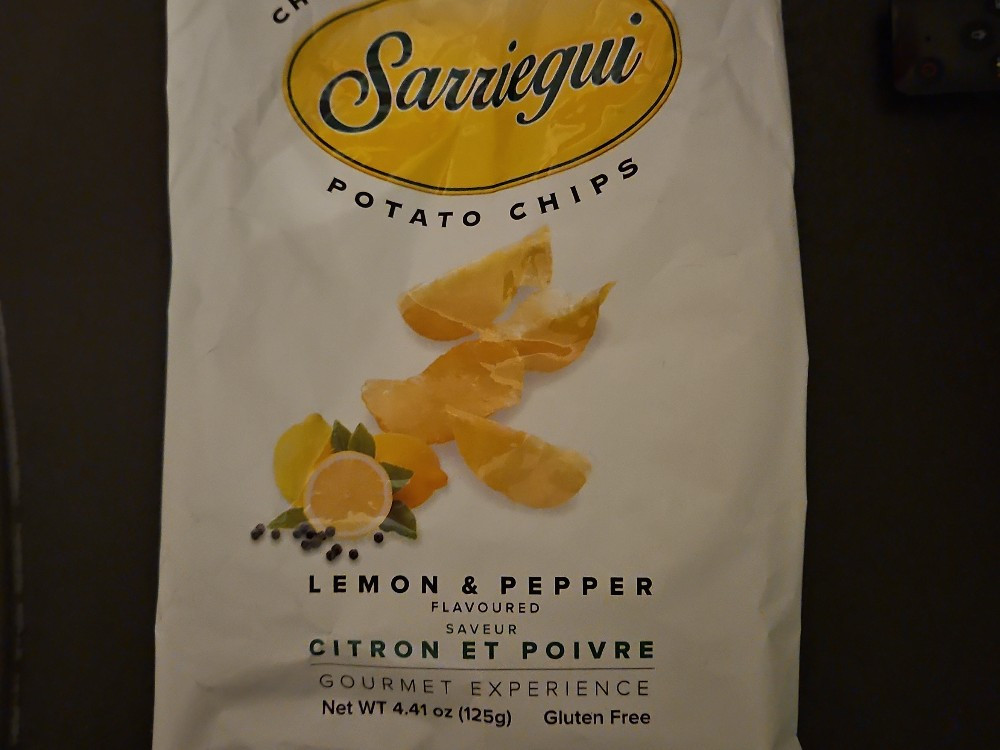 Sarriegui
POTATO CHIPS
LEMON & PEPPER
FLAVOURED
SAVEUR
CITRON ET POIVRE
GOURMET EXPERIENCE
Net WT 4.41 oz (125g) Gluten Free